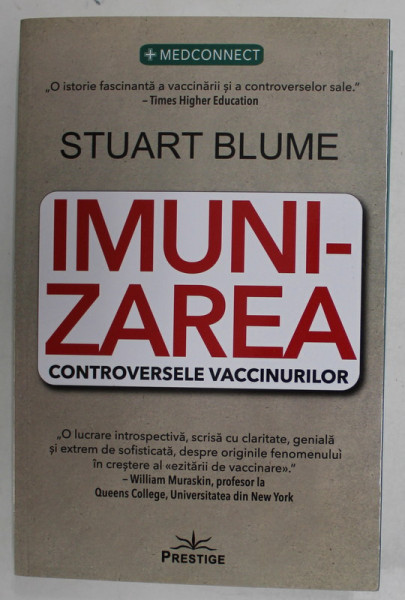 + MEDCONNECT
„O istorie fascinantă a vaccinării și a controverselor sale.”
– Times Higher Education
STUART BLUME
IMUNI-
ZAREA
CONTROVERSELE VACCINURILOR
„O lucrare introspectivă, scrisă cu claritate, genială
și extrem de sofisticată, despre originile fenomenului
în creștere al «ezitării de vaccinare».”
– William Muraskin, profesor la
Queens College, Universitatea din New York
PRESTIGE